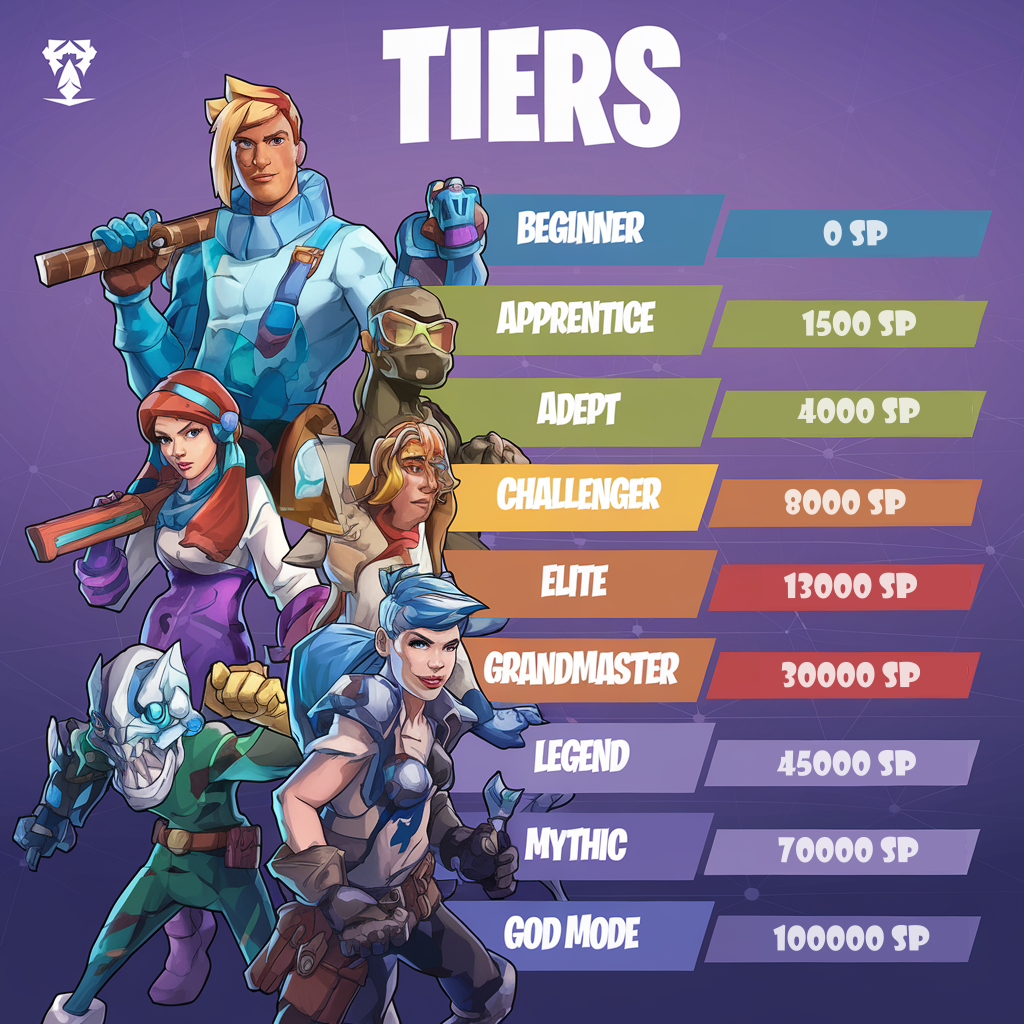 TIERS
BEGINNER 0 SP
APPRENTICE 1500 SP
ADEPT 4000 SP
CHALLENGER 8000 SP
ELITE 13000 SP
GRANDMASTER 30000 SP
LEGEND 45000 SP
MYTHIC 70000 SP
GOD MODE 100000 SP